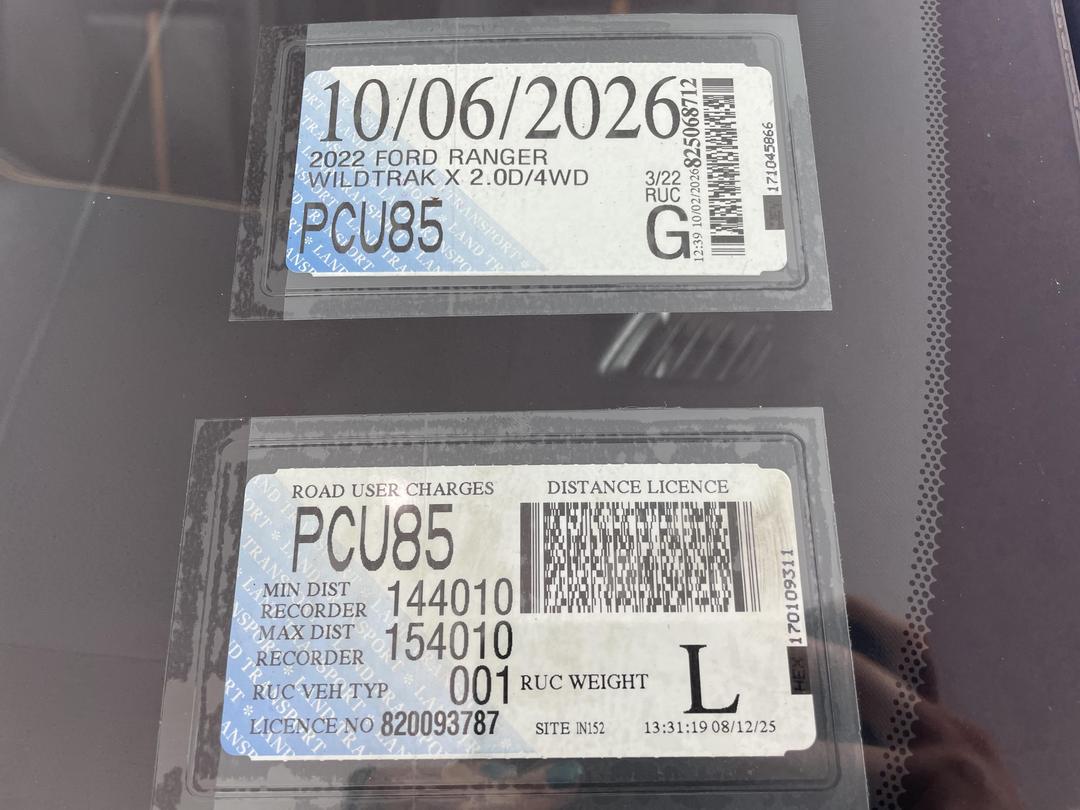 10/06/2026
2022 FORD RANGER
WILDTRAK X 2.0D/4WD
PCU85
3/22
RUC
G
12:39 10/02/2026
825068712
171045866
ROAD USER CHARGES
DISTANCE LICENCE
PCU85
MIN DIST
RECORDER 144010
MAX DIST
RECORDER 154010
RUC VEH TYP 001
RUC WEIGHT L
LICENCE NO 820093787
SITE IN152
13:31:19 08/12/25
HEX 170109311